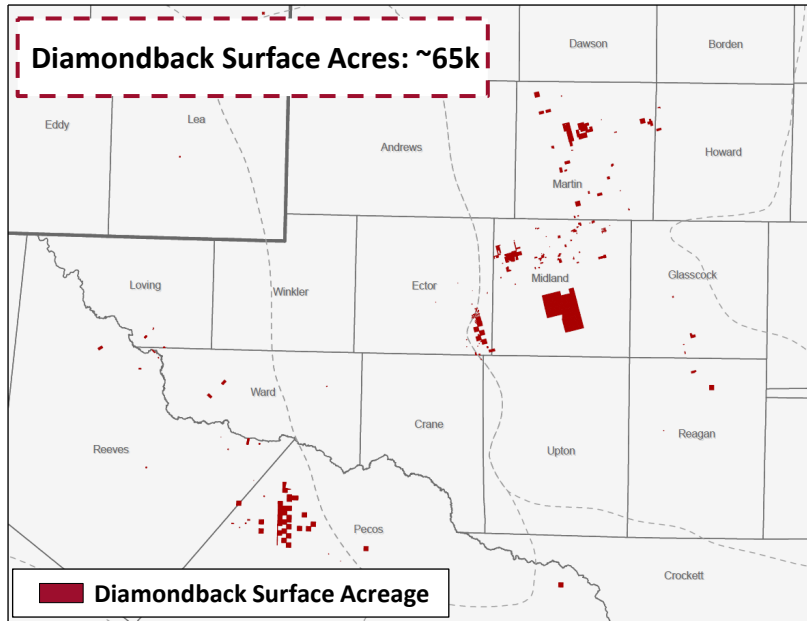 Diamondback Surface Acres: ~65k
Dawson
Borden
Eddy
Lea
Andrews
Howard
Martin
Loving
Winkler
Ector
Midland
Glasscock
Ward
Crane
Reeves
Upton
Reagan
Pecos
Crockett
Diamondback Surface Acreage